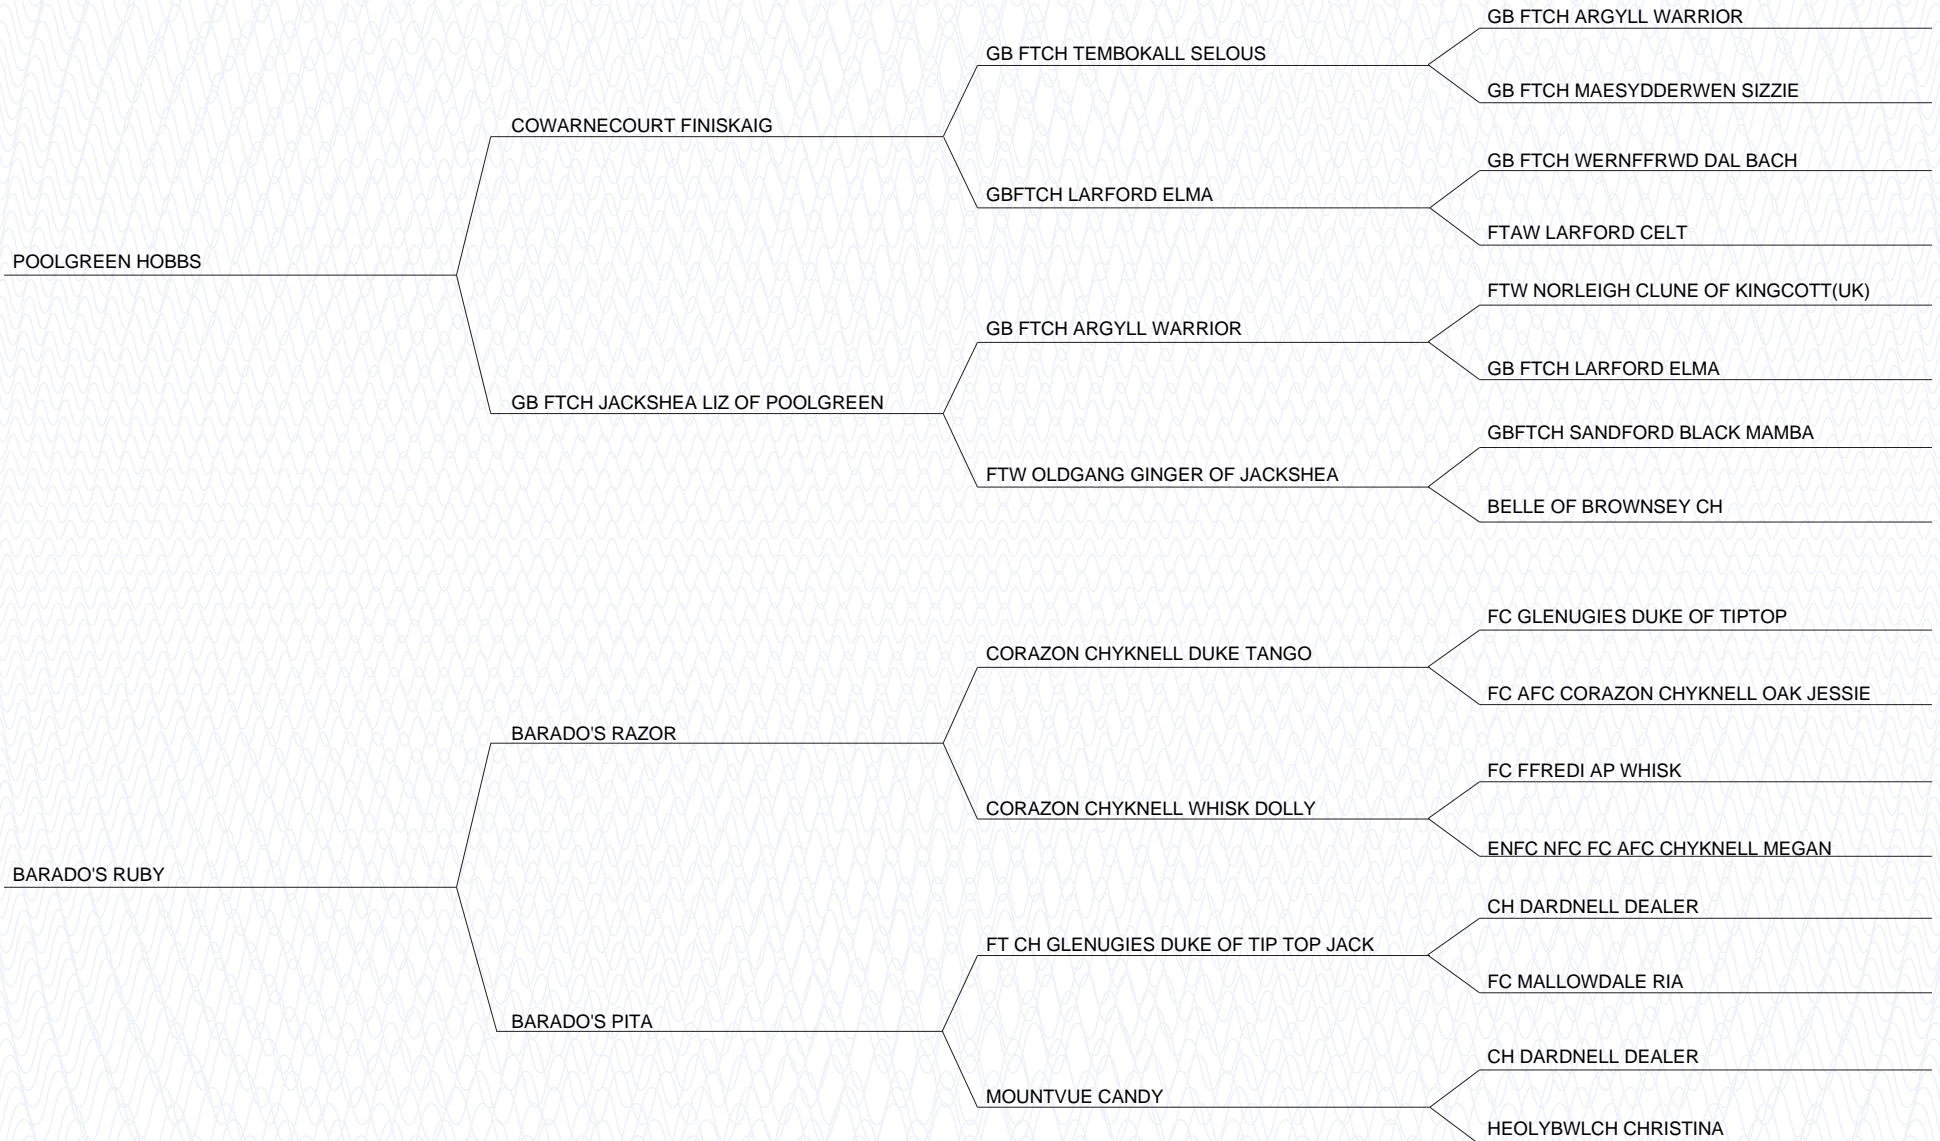 GB FTCH ARGYLL WARRIOR
GB FTCH TEMBOKALL SELOUS
GB FTCH MAESYDDERWEN SIZZIE
COWARNECOURT FINISKAIG
GB FTCH WERNFFRWD DAL BACH
GBFTCH LARFORD ELMA
FTAW LARFORD CELT
POOLGREEN HOBBS
FTW NORLEIGH CLUNE OF KINGCOTT(UK)
GB FTCH ARGYLL WARRIOR
GB FTCH LARFORD ELMA
GB FTCH JACKSHEA LIZ OF POOLGREEN
GBFTCH SANDFORD BLACK MAMBA
FTW OLDGANG GINGER OF JACKSHEA
BELLE OF BROWNSEY CH
FC GLENUGIES DUKE OF TIPTOP
CORAZON CHYKNELL DUKE TANGO
FC AFC CORAZON CHYKNELL OAK JESSIE
BARADO'S RAZOR
FC FFREDI AP WHISK
CORAZON CHYKNELL WHISK DOLLY
ENFC NFC FC AFC CHYKNELL MEGAN
BARADO'S RUBY
CH DARDNELL DEALER
FT CH GLENUGIES DUKE OF TIP TOP JACK
FC MALLOWDALE RIA
BARADO'S PITA
CH DARDNELL DEALER
MOUNTVUE CANDY
HEOLYBWLCH CHRISTINA